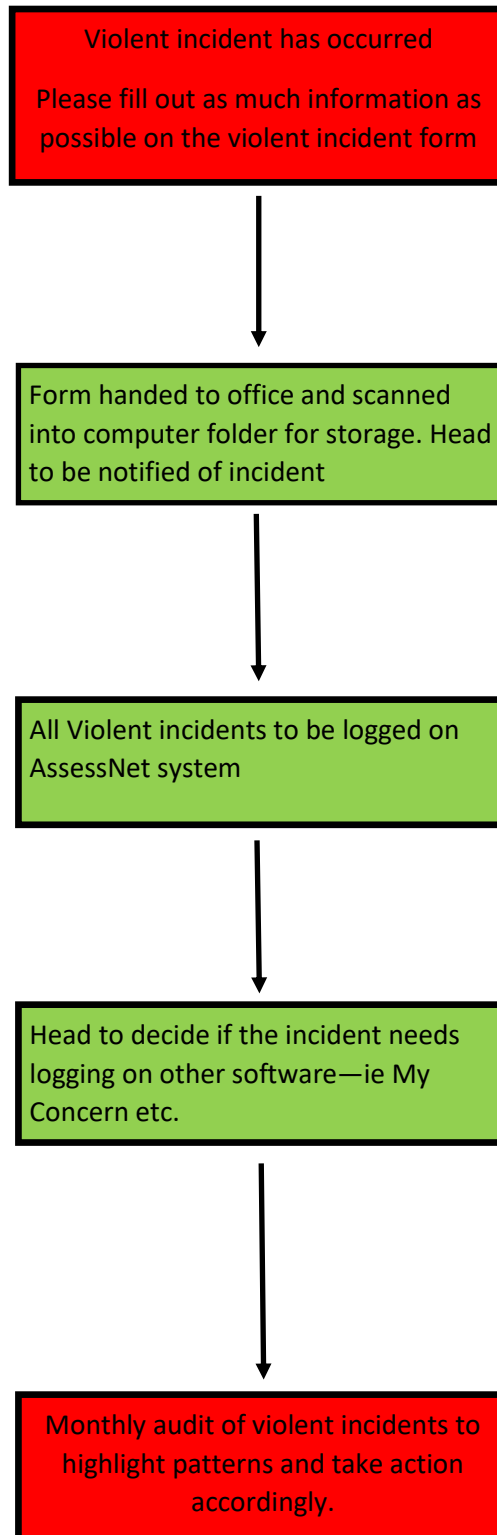 Violent incident has occurred
Please fill out as much information as
possible on the violent incident form
Form handed to office and scanned
into computer folder for storage. Head
to be notified of incident
All Violent incidents to be logged on
AssessNet system
Head to decide if the incident needs
logging on other software—ie My
Concern etc.
Monthly audit of violent incidents to
highlight patterns and take action
accordingly.